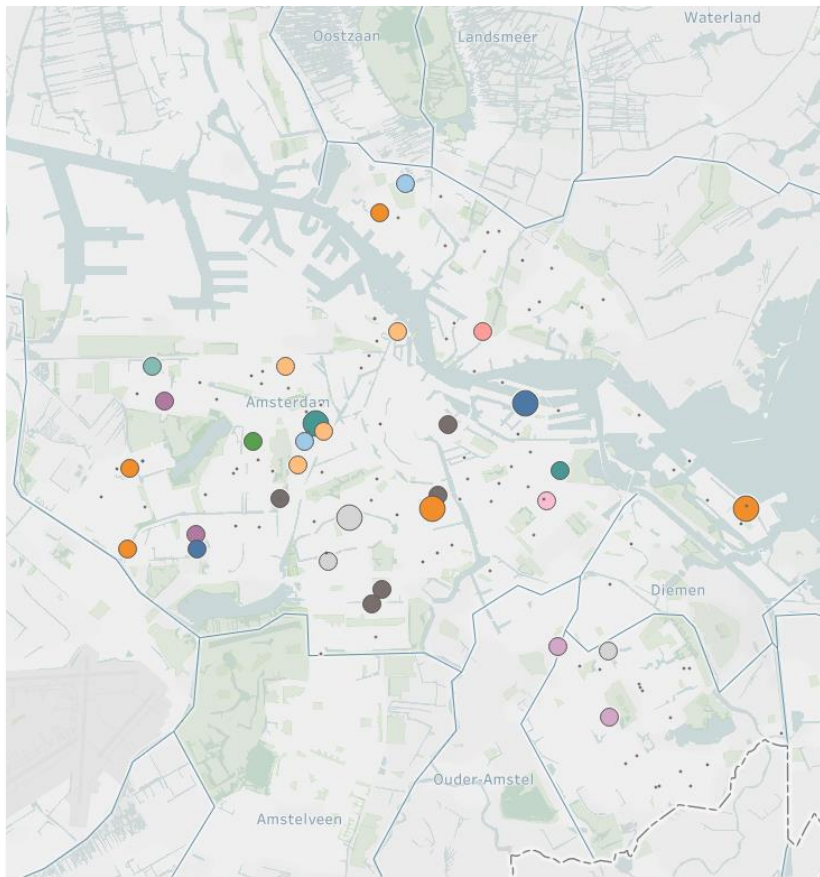 Oostzaan
Landsmeer
Waterland
Amsterdam
Diemen
Ouder-Amstel
Amstelveen